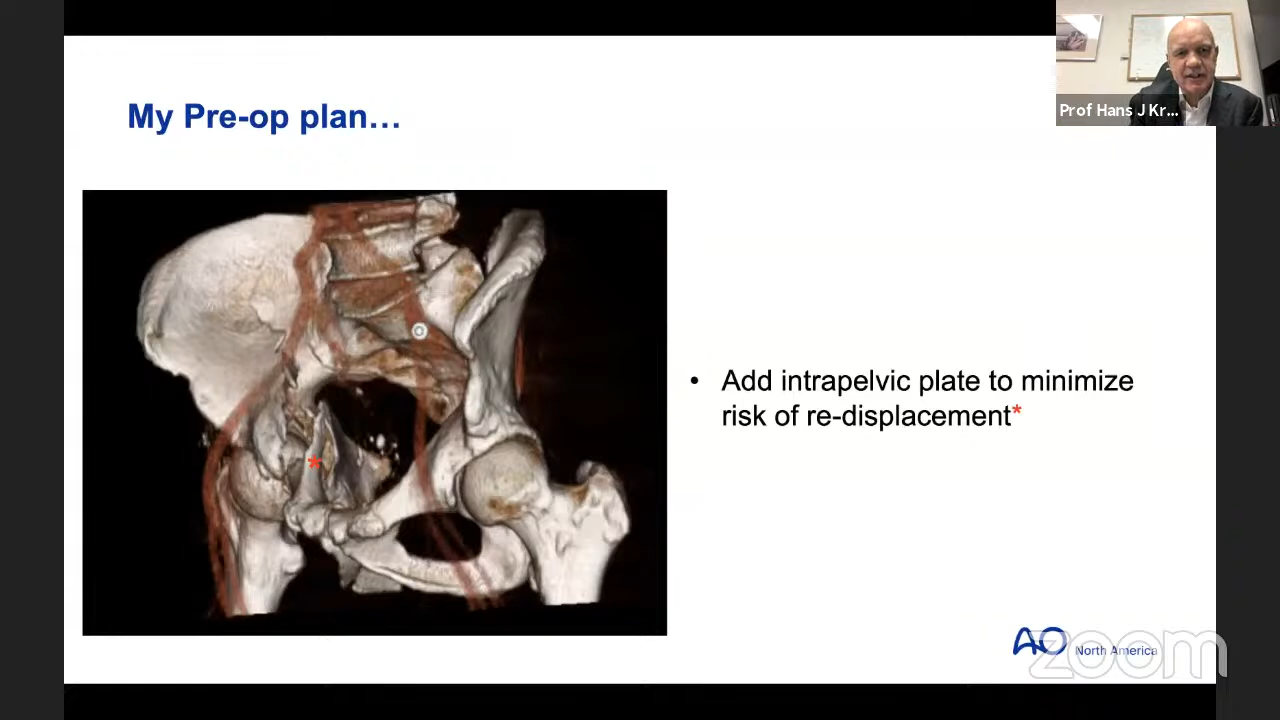 My Pre-op plan…
Prof Hans J Kr...
*
• Add intrapelvic plate to minimize
risk of re-displacement*
AO North America
zoom